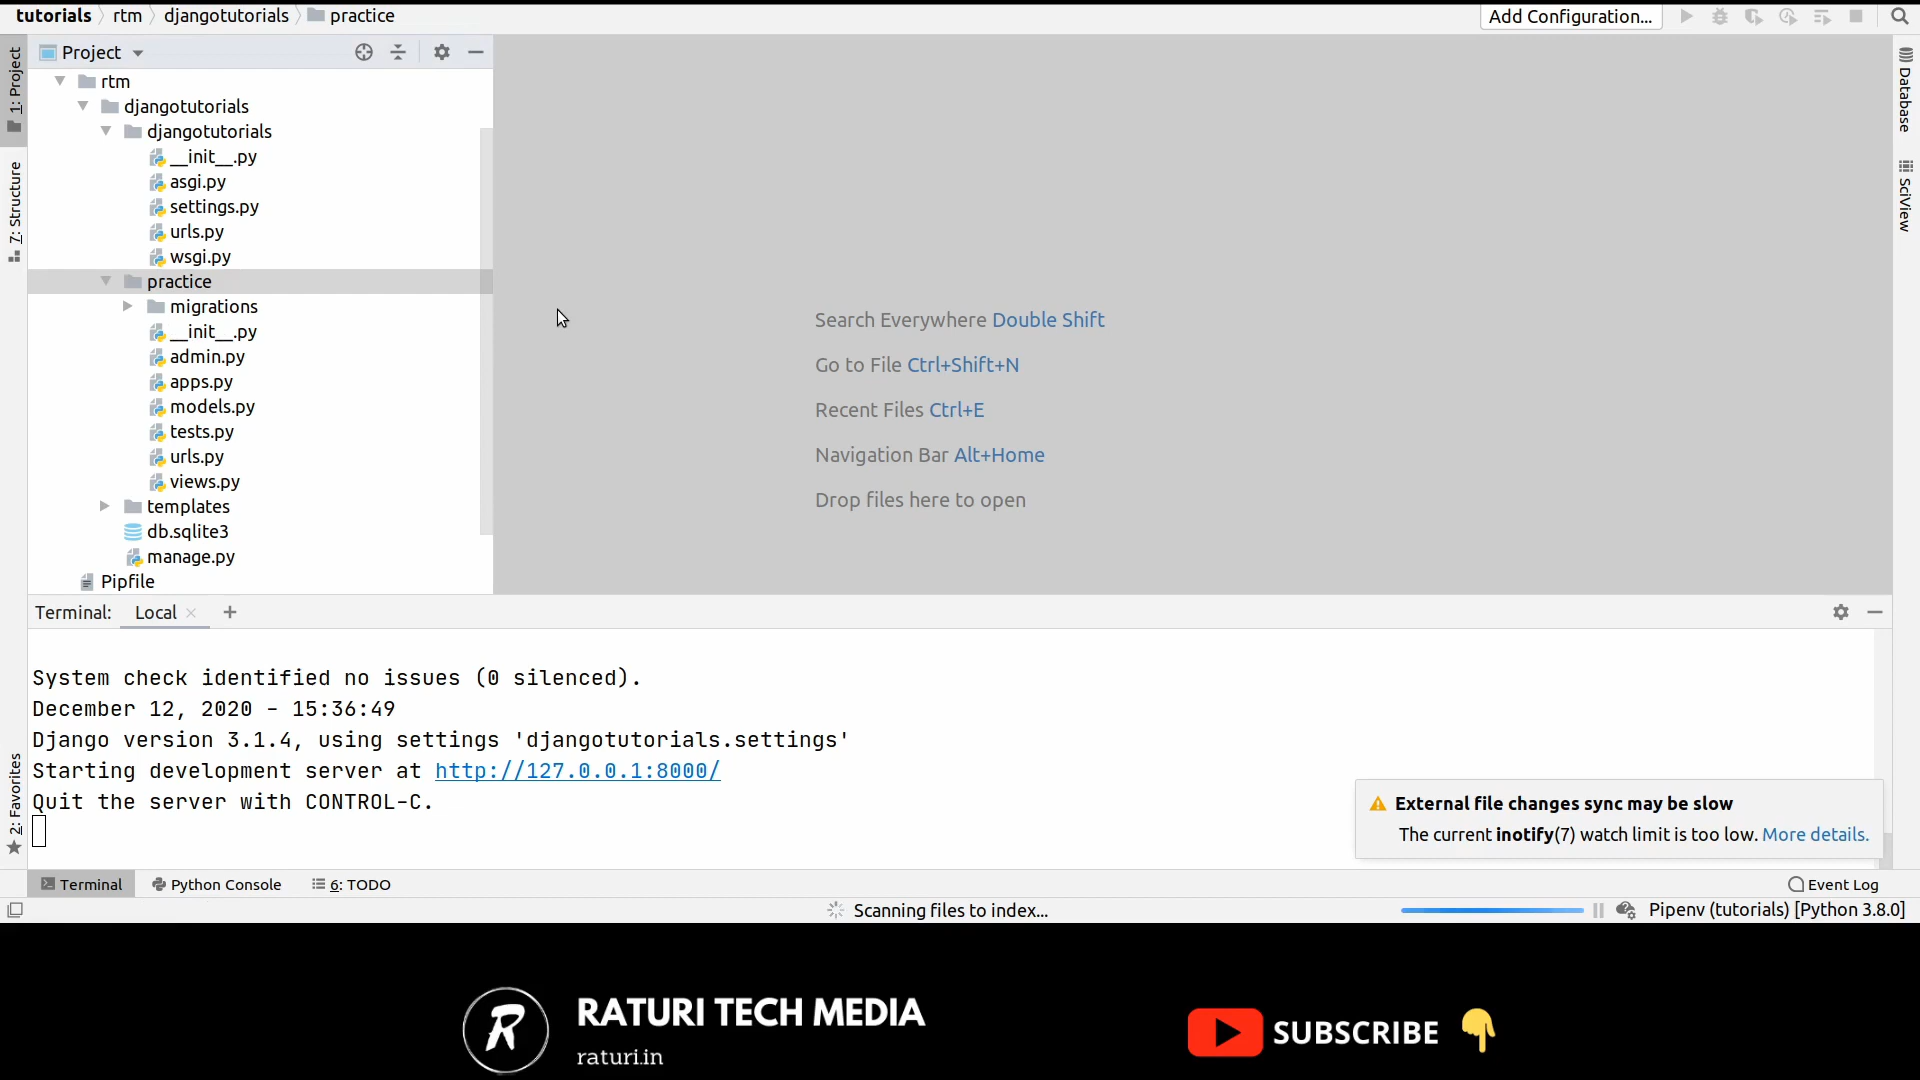 tutorials rtm djangotutorials practice
Add Configuration...
1: Project
7: Structure
2: Favorites
Project
rtm
djangotutorials
djangotutorials
__init__.py
asgi.py
settings.py
urls.py
wsgi.py
practice
migrations
__init__.py
admin.py
apps.py
models.py
tests.py
urls.py
views.py
templates
db.sqlite3
manage.py
Pipfile
Search Everywhere Double Shift
Go to File Ctrl+Shift+N
Recent Files Ctrl+E
Navigation Bar Alt+Home
Drop files here to open
Database
SciView
Terminal: Local
System check identified no issues (0 silenced).
December 12, 2020 - 15:36:49
Django version 3.1.4, using settings 'djangotutorials.settings'
Starting development server at http://127.0.0.1:8000/
Quit the server with CONTROL-C.
External file changes sync may be slow
The current inotify(7) watch limit is too low. More details.
Terminal Python Console 6: TODO Event Log
Scanning files to index... Pipenv (tutorials) [Python 3.8.0]
R
RATURI TECH MEDIA
raturi.in
SUBSCRIBE